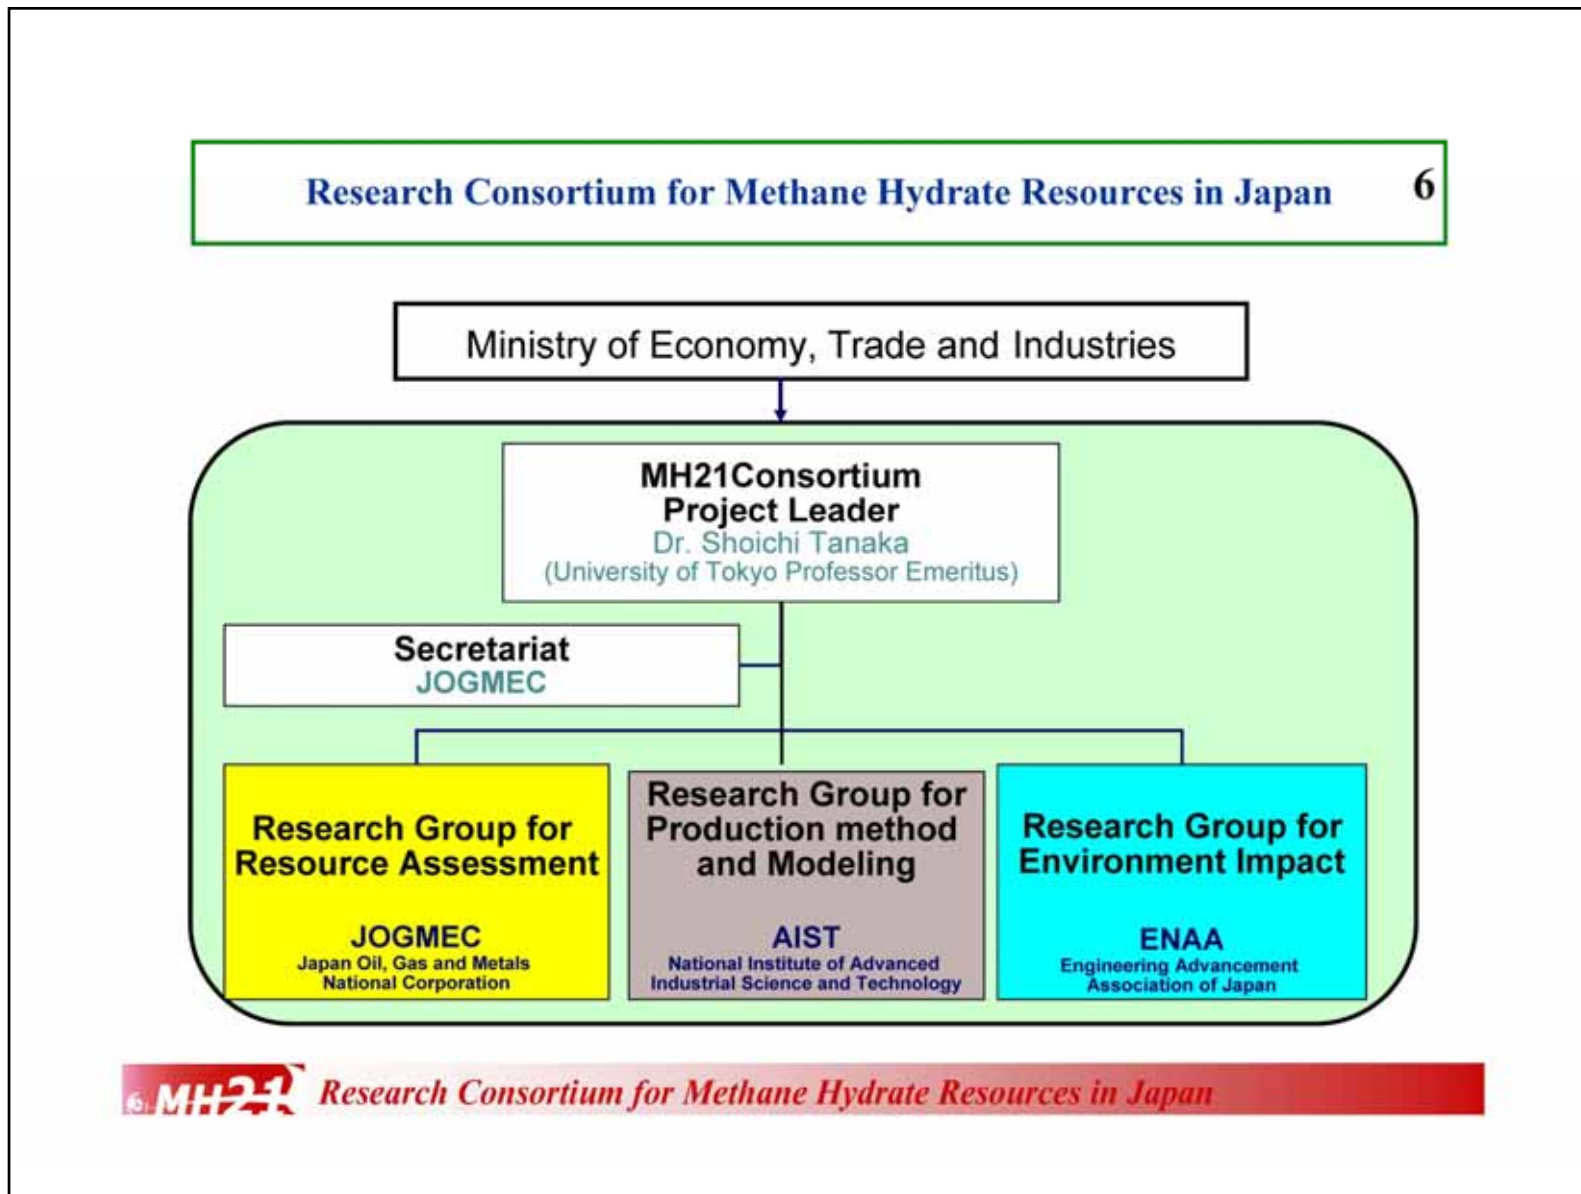 Research Consortium for Methane Hydrate Resources in Japan 6
Ministry of Economy, Trade and Industries
MH21Consortium
Project Leader
Dr. Shoichi Tanaka
(University of Tokyo Professor Emeritus)
Secretariat
JOGMEC
Research Group for
Resource Assessment
JOGMEC
Japan Oil, Gas and Metals
National Corporation
Research Group for
Production method
and Modeling
AIST
National Institute of Advanced
Industrial Science and Technology
Research Group for
Environment Impact
ENAA
Engineering Advancement
Association of Japan
6 MH21 Research Consortium for Methane Hydrate Resources in Japan